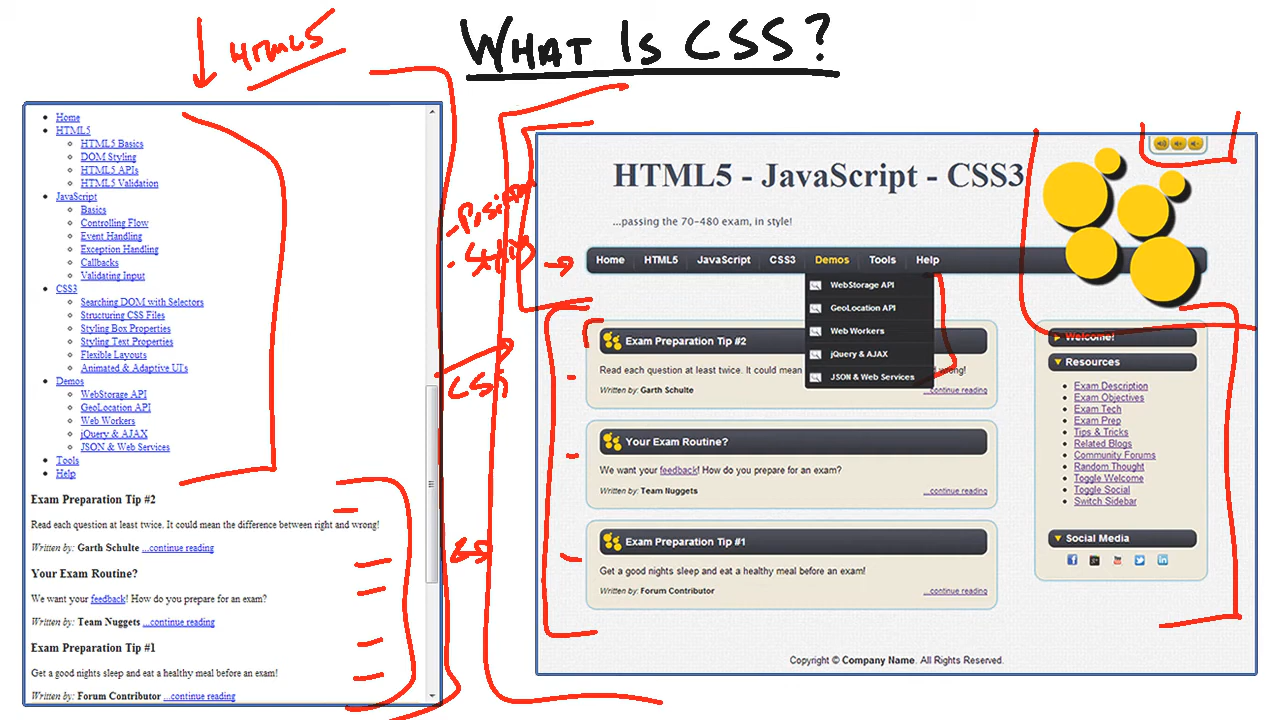 WHAT IS CSS?
HTML5
Home
HTML5
HTML5 Basics
DOM Styling
HTML5 APIs
HTML5 Validation
JavaScript
Basics
Controlling Flow
Event Handling
Exception Handling
Callbacks
Validating Input
CSS3
Searching DOM with Selectors
Structuring CSS Files
Styling Box Properties
Styling Text Properties
Flexible Layouts
Animated & Adaptive UI's
Demos
WebStorage API
GeoLocation API
Web Workers
jQuery & AJAX
JSON & Web Services
Tools
Help
Exam Preparation Tip #2
Read each question at least twice. It could mean the difference between right and wrong!
Written by: Garth Schulte ...continue reading
Your Exam Routine?
We want your feedback! How do you prepare for an exam?
Written by: Team Nuggets ...continue reading
Exam Preparation Tip #1
Get a good nights sleep and eat a healthy meal before an exam!
Written by: Forum Contributor ...continue reading
CSS
HTML5 - JavaScript - CSS3
...passing the 70-480 exam, in style!
Home HTML5 JavaScript CSS3 Demos Tools Help
WebStorage API
GeoLocation API
Web Workers
jQuery & AJAX
JSON & Web Services
Exam Preparation Tip #2
Read each question at least twice. It could mean wrong!
Written by: Garth Schulte ...continue reading
Your Exam Routine?
We want your feedback! How do you prepare for an exam?
Written by: Team Nuggets ...continue reading
Exam Preparation Tip #1
Get a good nights sleep and eat a healthy meal before an exam!
Written by: Forum Contributor ...continue reading
Welcome!
Resources
Exam Description
Exam Objectives
Exam Tech
Exam Prep
Tips & Tricks
Related Blogs
Community Forums
Random Thought
Toggle Welcome
Toggle Social
Switch Sidebar
Social Media
Copyright © Company Name. All Rights Reserved.